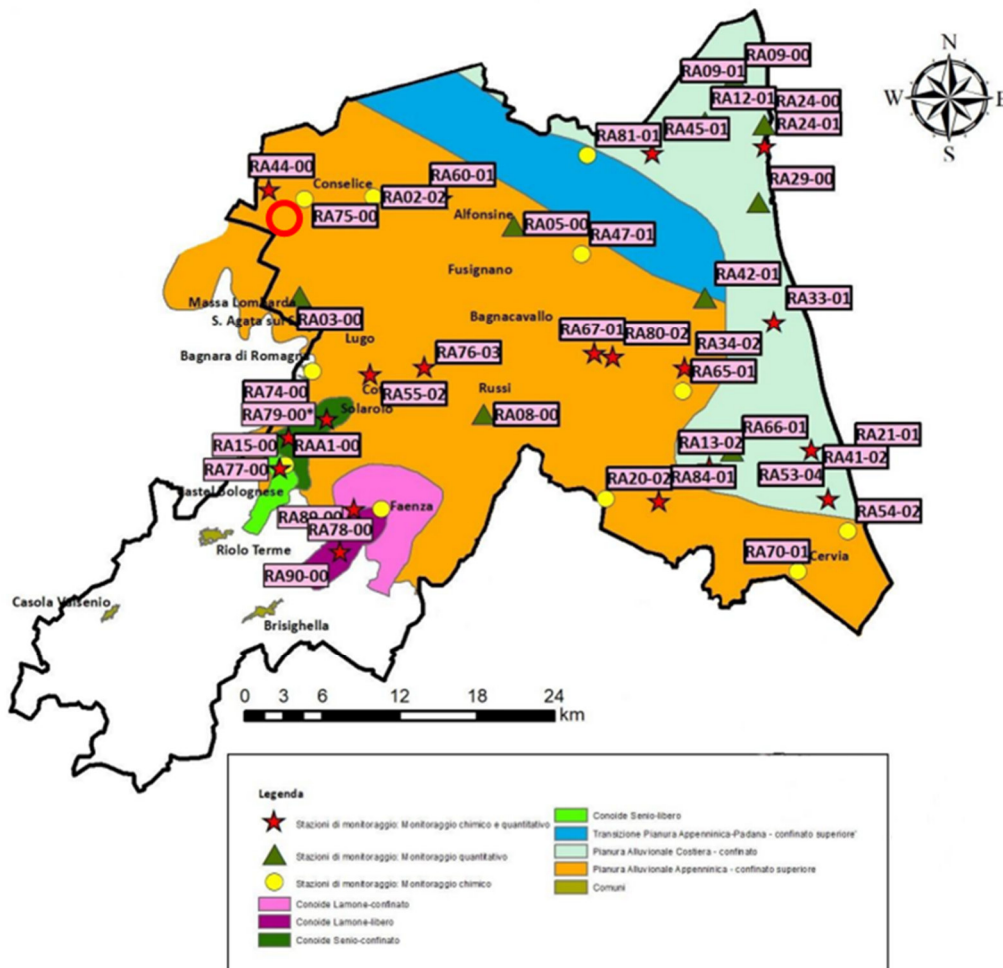 N
W E
S
RA09-00
RA09-01
RA12-01
RA24-00
RA24-01
RA81-01
RA45-01
RA44-00
RA60-01
RA29-00
Conselice
RA02-02
RA75-00
Alfonsine
RA05-00
RA47-01
Fusignano
RA42-01
Massa Lombarda
RA33-01
S. Agata sul S
RA03-00
Bagnacavallo
RA67-01
RA80-02
RA34-02
Lugo
Bagnara di Romagna
RA76-03
RA65-01
RA74-00
Co
RA55-02
Russi
Solarolo
RA79-00*
RA08-00
RA66-01
RA15-00
RAA1-00
RA13-02
RA21-01
RA41-02
RA77-00
RA20-02
RA84-01
RA53-04
astel bolognese
Faenza
RA54-02
RA89-00
RA78-00
Riolo Terme
RA70-01
Cervia
RA90-00
Casola Valsenio
Brisighella
0 3 6 12 18 24
km
Legenda
Stazioni di monitoraggio: Monitoraggio chimico e quantitativo
Stazioni di monitoraggio: Monitoraggio quantitativo
Stazioni di monitoraggio: Monitoraggio chimico
Conoide Lamone-confinato
Conoide Lamone-libero
Conoide Senio-confinato
Conoide Senio-libero
Transizione Pianura Appenninica-Padana - confinato superiore'
Pianura Alluvionale Costiera - confinato
Pianura Alluvionale Appenninica - confinato superiore
Comuni